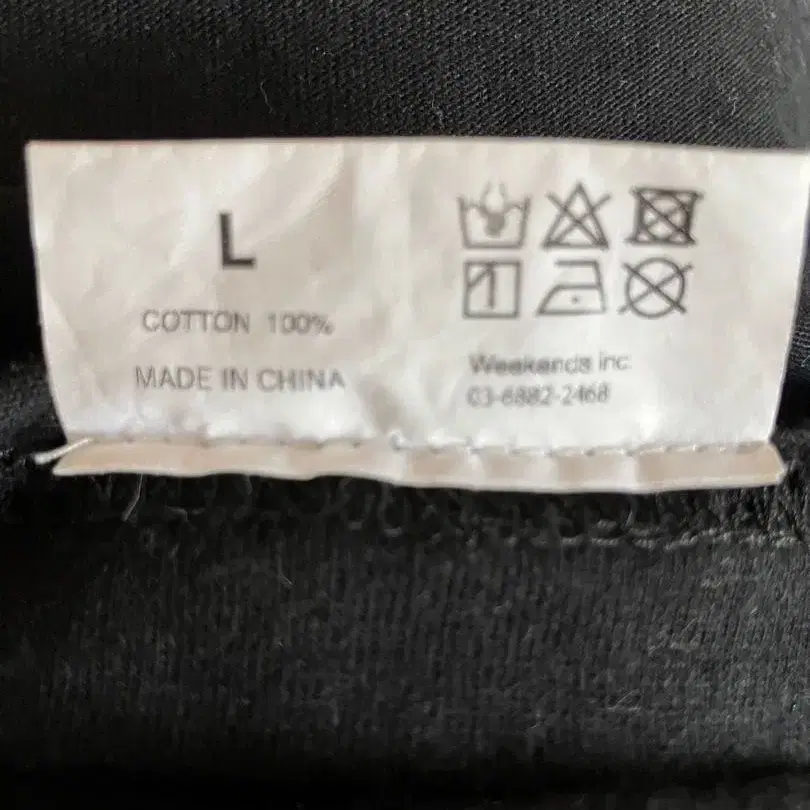 L
COTTON 100%
MADE IN CHINA
Weekends inc.
03-6882-2468